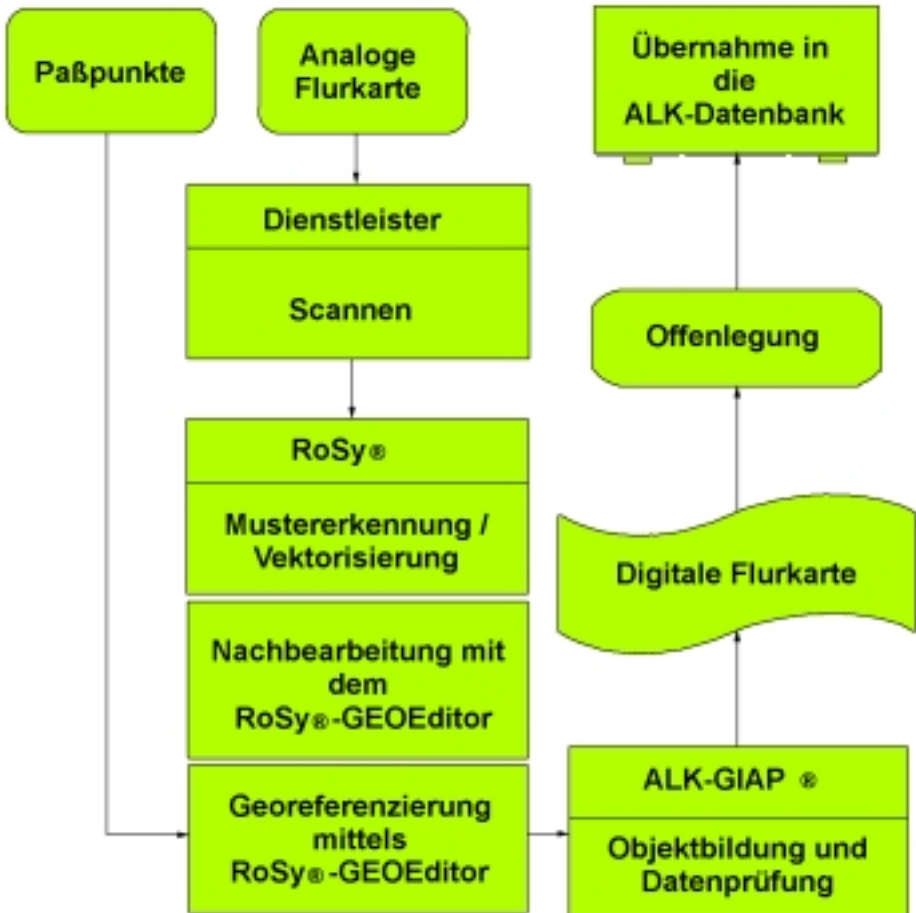 Paßpunkte
Analoge
Flurkarte
Dienstleister
Scannen
RoSy®
Mustererkennung /
Vektorisierung
Nachbearbeitung mit
dem
RoSy®-GEOEditor
Georeferenzierung
mittels
RoSy®-GEOEditor
ALK-GIAP ®
Objektbildung und
Datenprüfung
Digitale Flurkarte
Offenlegung
Übernahme in
die
ALK-Datenbank